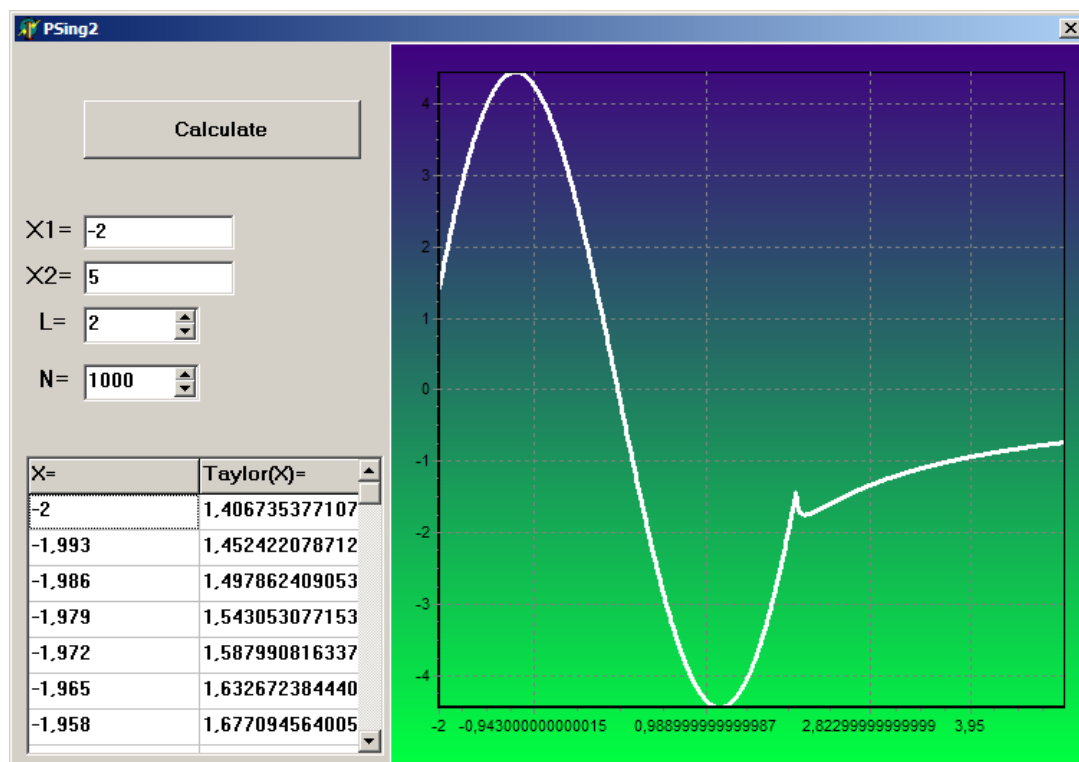 PSing2
Calculate
X1= -2
X2= 5
L= 2
N= 1000
X= Taylor(X)=
-2 1,406735377107
-1,993 1,452422078712
-1,986 1,497862409053
-1,979 1,543053077153
-1,972 1,587990816337
-1,965 1,632672384440
-1,958 1,677094564005
4
3
2
1
0
-1
-2
-3
-4
-2 -0,9430000000000015 0,9889999999999987 2,82299999999999 3,95